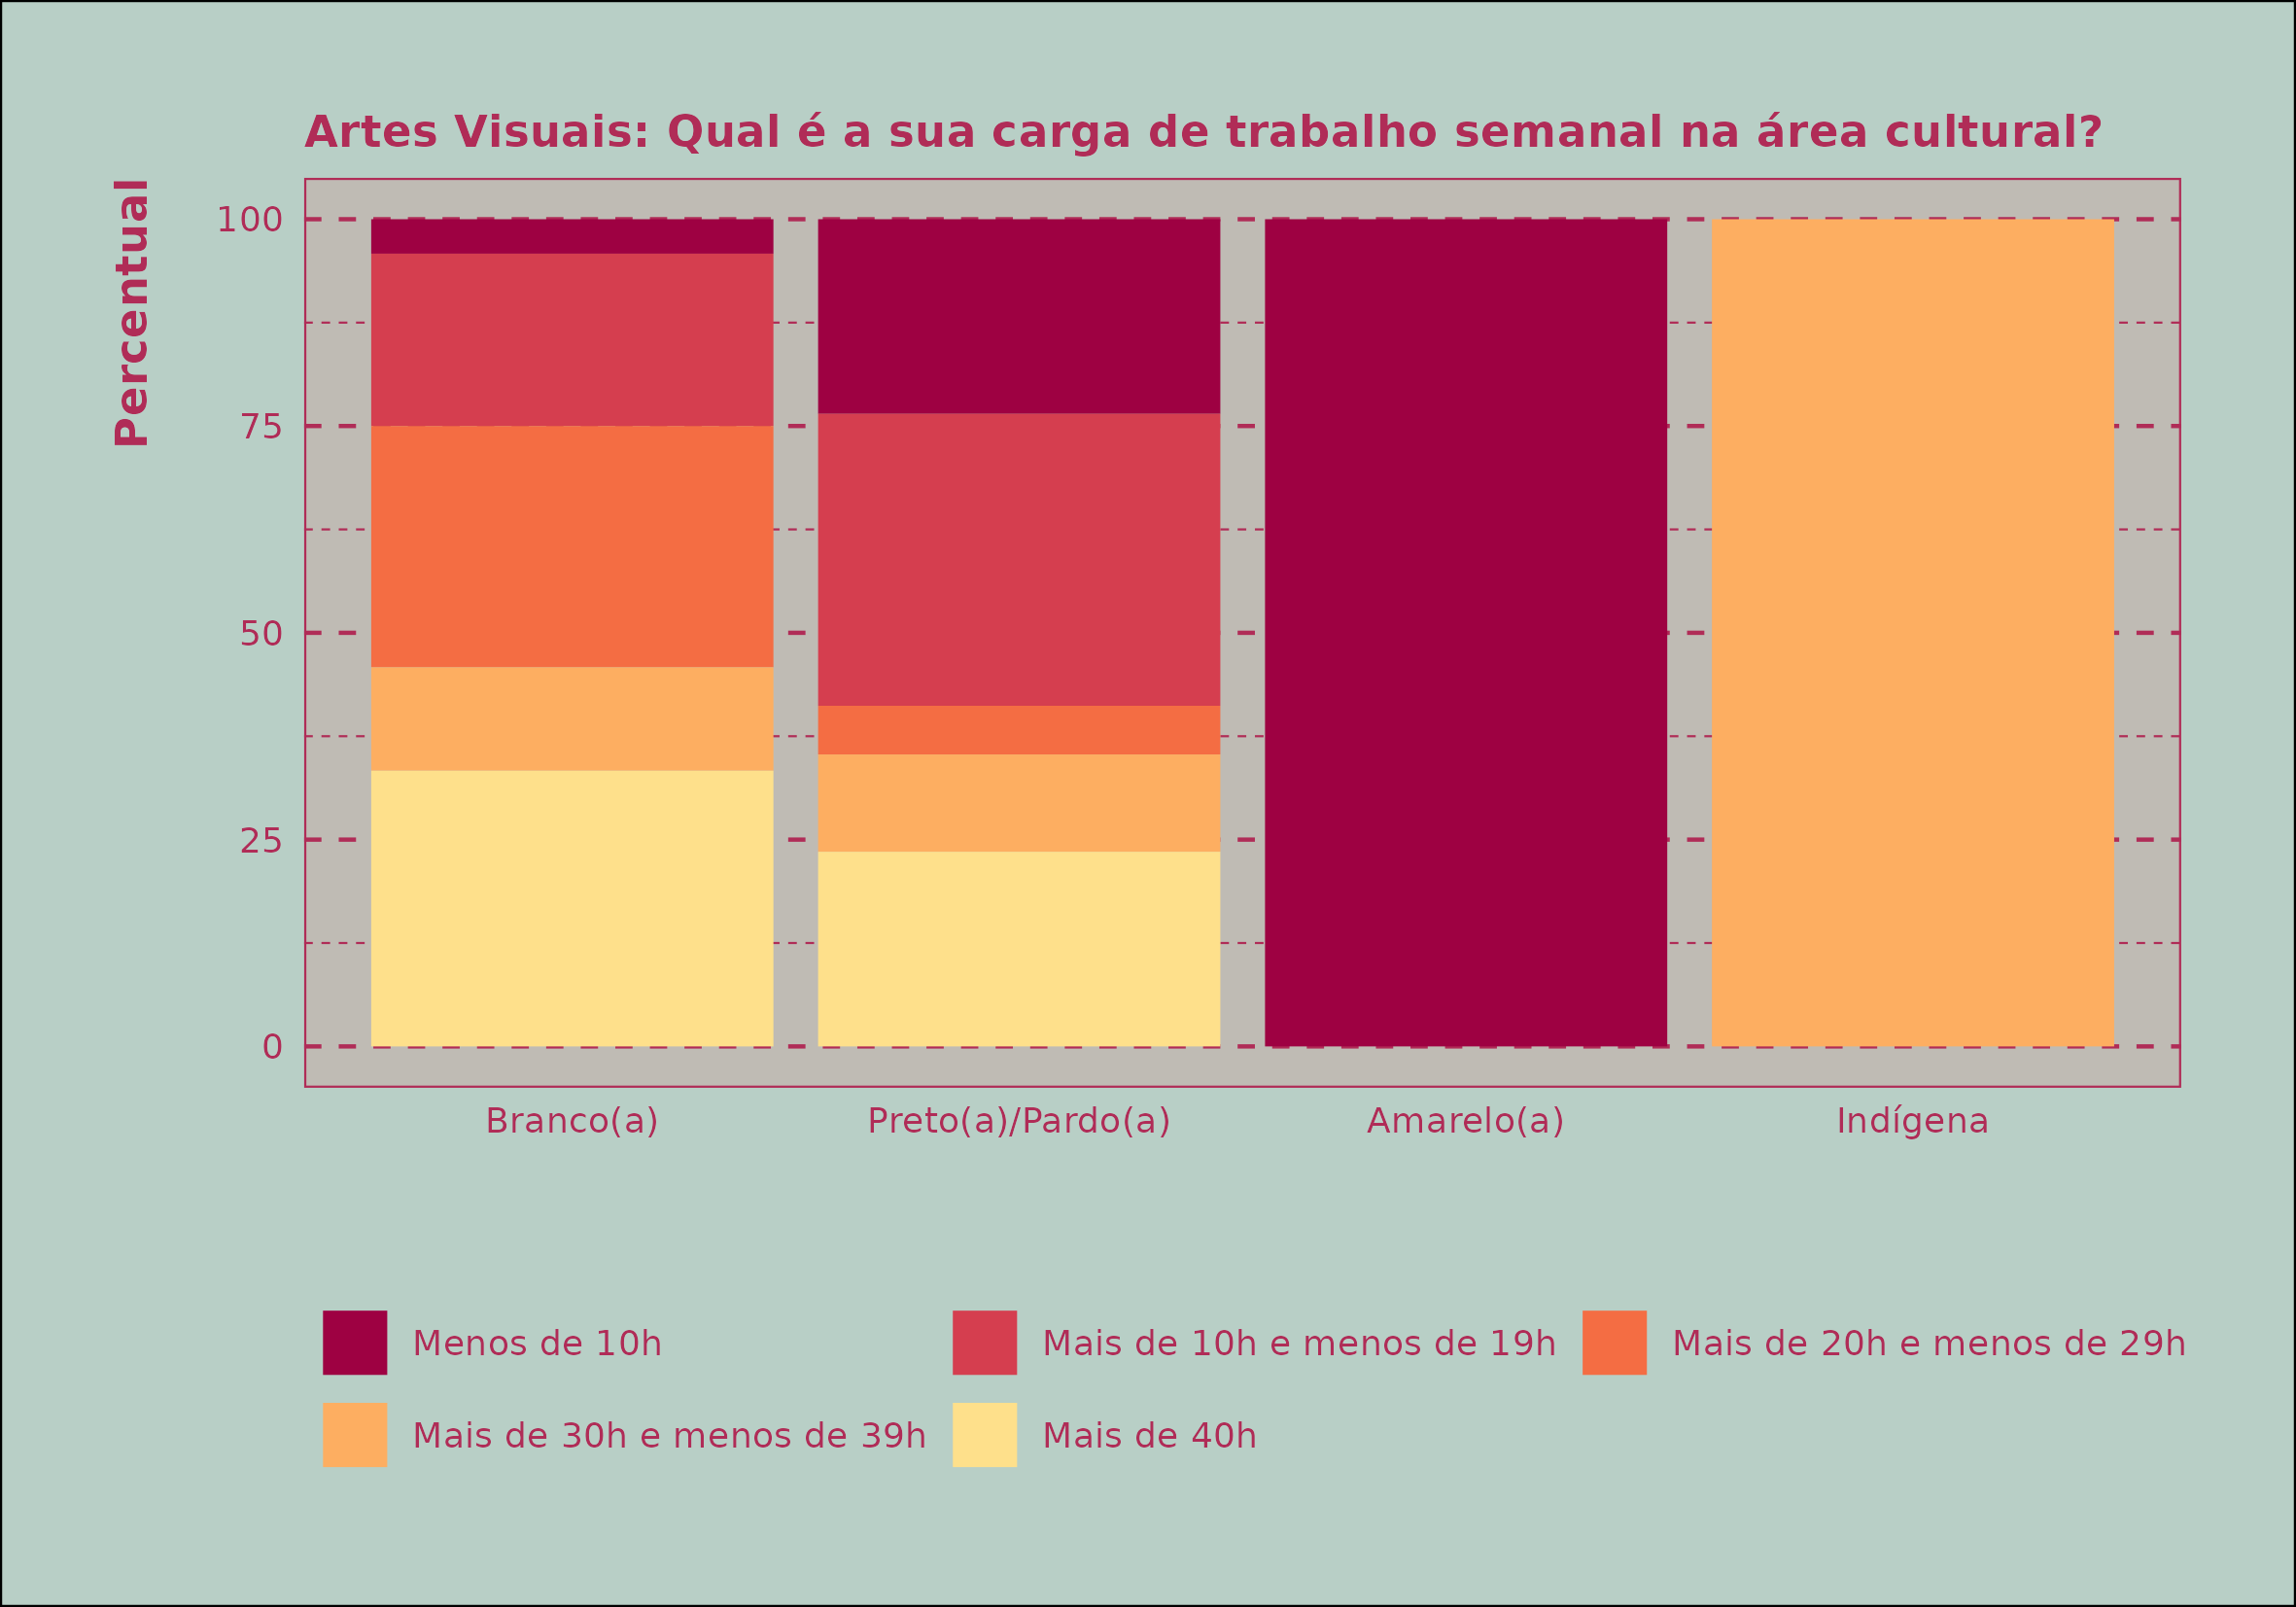 Artes Visuais: Qual é a sua carga de trabalho semanal na área cultural?
Percentual
100
75
50
25
0
Branco(a) Preto(a)/Pardo(a) Amarelo(a) Indígena
Menos de 10h Mais de 10h e menos de 19h Mais de 20h e menos de 29h
Mais de 30h e menos de 39h Mais de 40h